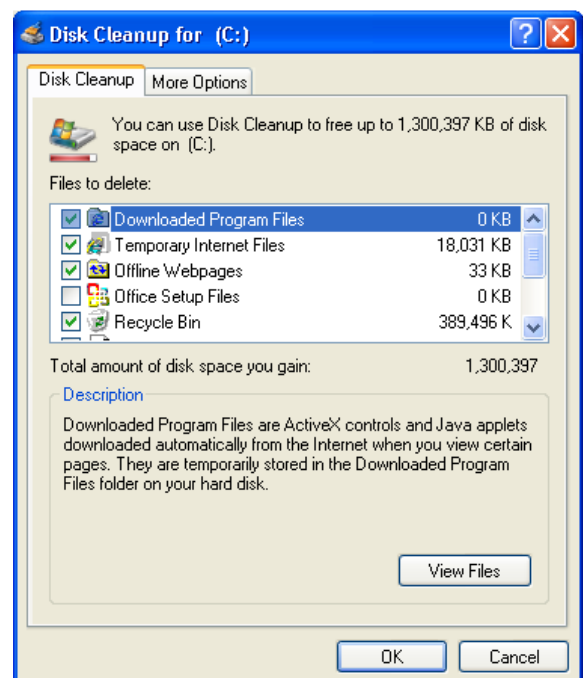 Disk Cleanup for (C:)
Disk Cleanup
More Options
You can use Disk Cleanup to free up to 1,300,397 KB of disk
space on (C:).
Files to delete:
Downloaded Program Files 0 KB
Temporary Internet Files 18,031 KB
Offline Webpages 33 KB
Office Setup Files 0 KB
Recycle Bin 389,496 K
Total amount of disk space you gain: 1,300,397
Description
Downloaded Program Files are ActiveX controls and Java applets
downloaded automatically from the Internet when you view certain
pages. They are temporarily stored in the Downloaded Program
Files folder on your hard disk.
View Files
OK Cancel